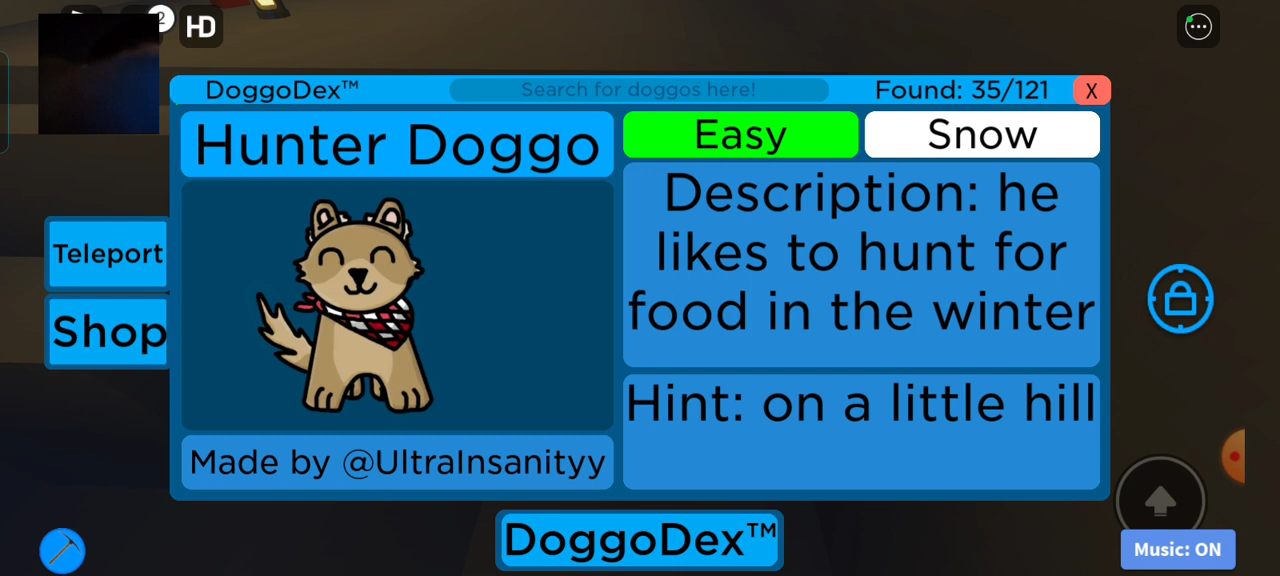 2
HD
DoggoDex™
Search for doggos here!
Found: 35/121
X
Hunter Doggo
Easy
Snow
Description: he
likes to hunt for
food in the winter
Teleport
Shop
Hint: on a little hill
Made by @UltraInsanityy
DoggoDex™
Music: ON